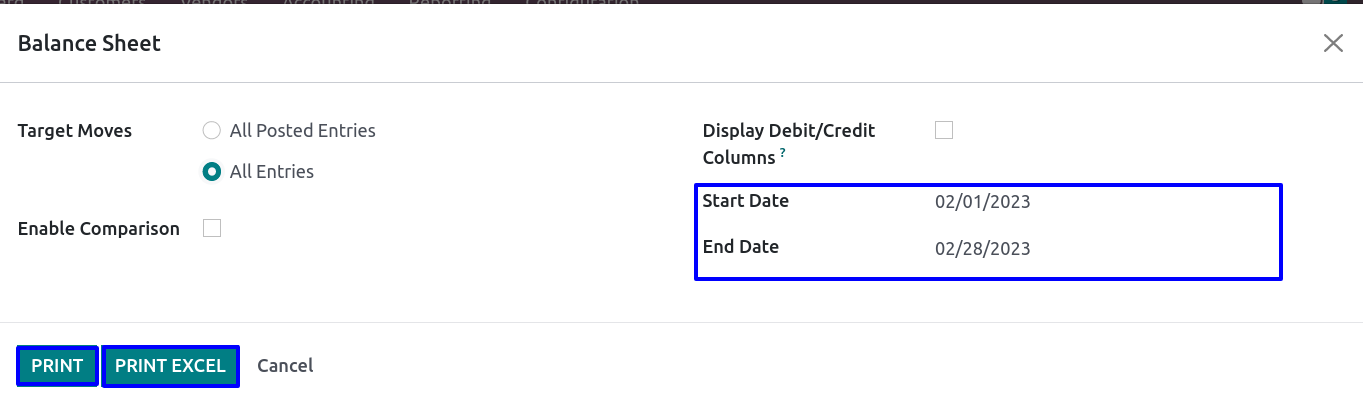 Customers Vendors Accounting Reporting Configuration
Balance Sheet
Target Moves
All Posted Entries
All Entries
Enable Comparison
Display Debit/Credit
Columns ?
Start Date 02/01/2023
End Date 02/28/2023
PRINT PRINT EXCEL Cancel